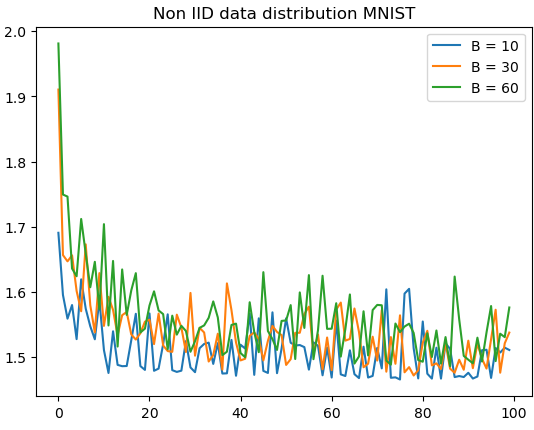 Non IID data distribution MNIST
2.0
1.9
1.8
1.7
1.6
1.5
B = 10
B = 30
B = 60
0 20 40 60 80 100